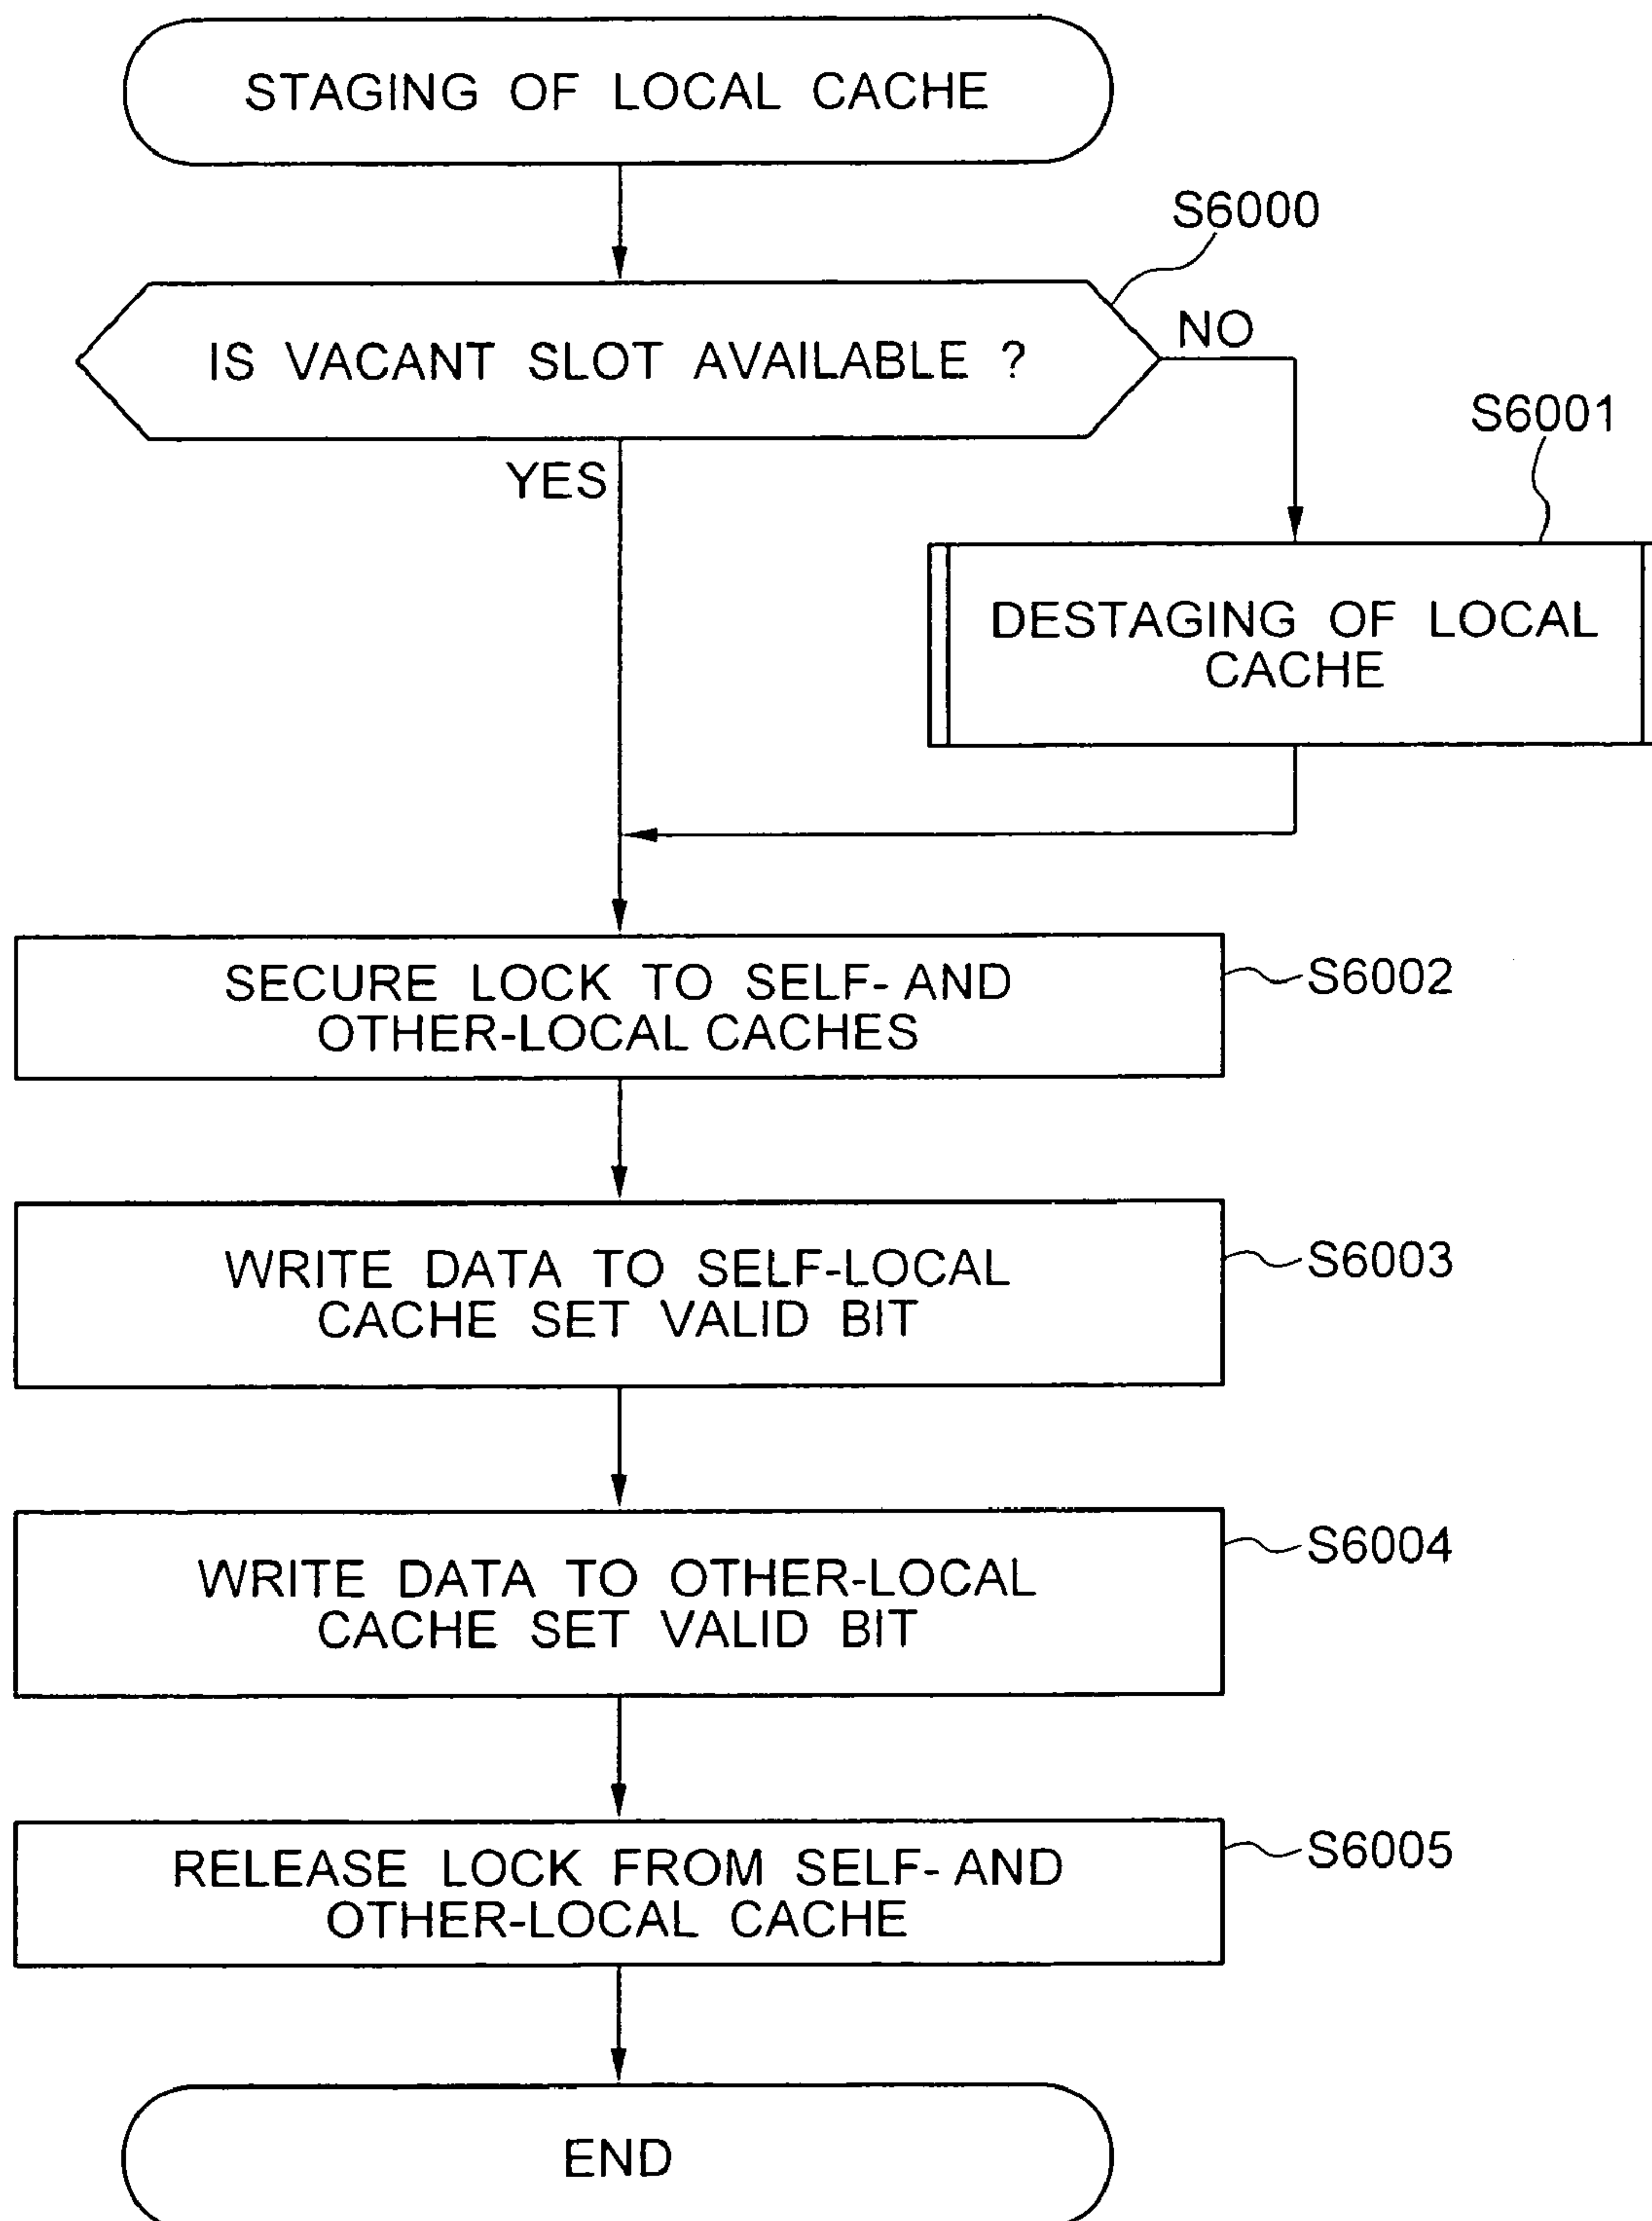 STAGING OF LOCAL CACHE
S6000
IS VACANT SLOT AVAILABLE ?
NO
YES
S6001
DESTAGING OF LOCAL
CACHE
SECURE LOCK TO SELF- AND
OTHER-LOCAL CACHES
S6002
WRITE DATA TO SELF-LOCAL
CACHE SET VALID BIT
S6003
WRITE DATA TO OTHER-LOCAL
CACHE SET VALID BIT
S6004
RELEASE LOCK FROM SELF- AND
OTHER-LOCAL CACHE
S6005
END